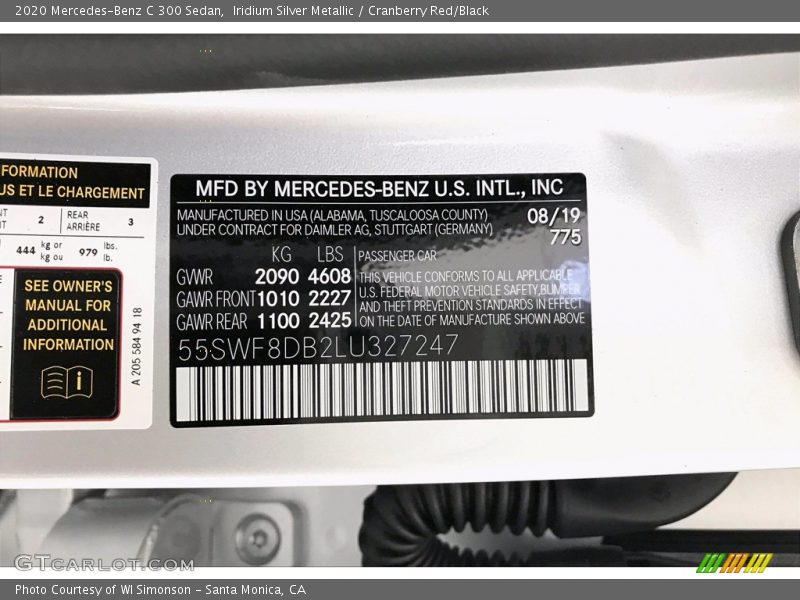 2020 Mercedes-Benz C 300 Sedan, Iridium Silver Metallic / Cranberry Red/Black
FORMATION
US ET LE CHARGEMENT
2
REAR
ARRIÈRE
3
444
kg or
kg ou
979
lbs.
lb.
SEE OWNER'S
MANUAL FOR
ADDITIONAL
INFORMATION
A 205 584 94 18
MFD BY MERCEDES-BENZ U.S. INTL., INC
MANUFACTURED IN USA (ALABAMA, TUSCALOOSA COUNTY)
UNDER CONTRACT FOR DAIMLER AG, STUTTGART (GERMANY)
08/19
775
KG LBS
GWR 2090 4608
GAWR FRONT 1010 2227
GAWR REAR 1100 2425
PASSENGER CAR
THIS VEHICLE CONFORMS TO ALL APPLICABLE
U.S. FEDERAL MOTOR VEHICLE SAFETY,BUMPER
AND THEFT PREVENTION STANDARDS IN EFFECT
ON THE DATE OF MANUFACTURE SHOWN ABOVE
55SWF8DB2LU327247
GTCARLOT.COM
Photo Courtesy of WI Simonson - Santa Monica, CA